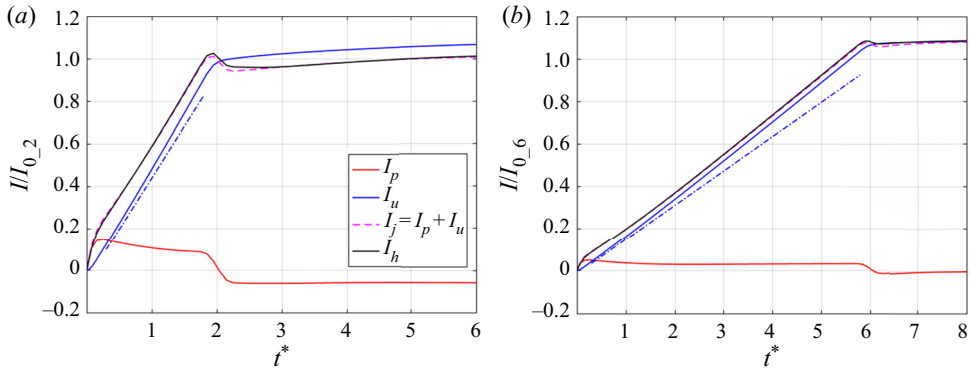 (a)
1.2
1.0
0.8
0.6
0.4
0.2
0
−0.2
I/I0_2
1 2 3 4 5 6
t*
Ip
Iu
Ij = Ip + Iu
Ih
(b)
1.2
1.0
0.8
0.6
0.4
0.2
0
−0.2
I/I0_6
1 2 3 4 5 6 7 8
t*